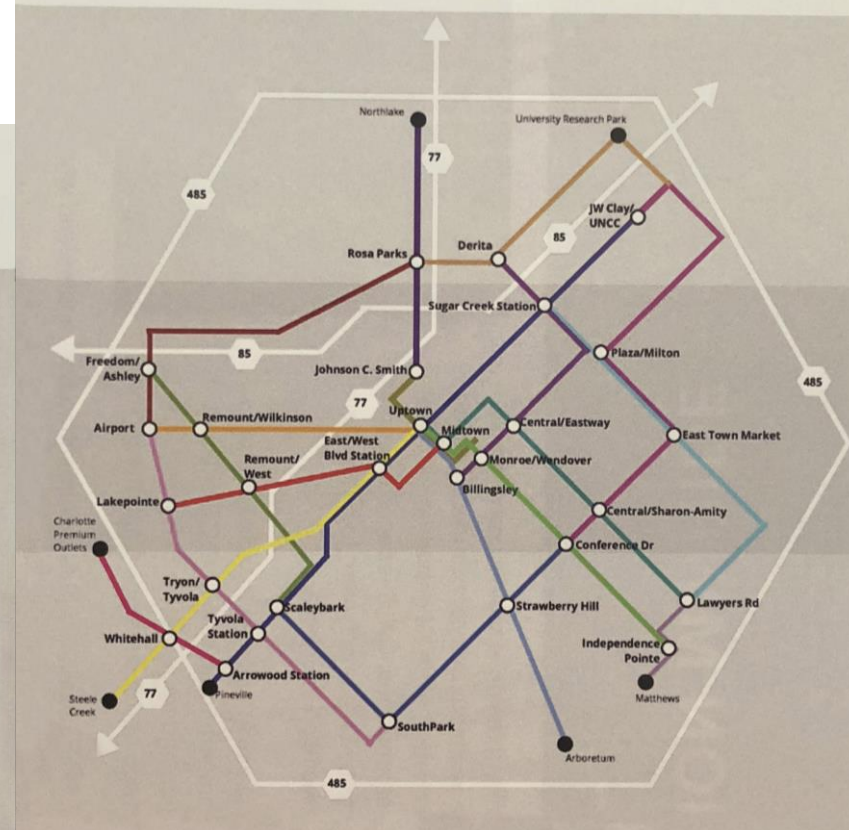 Northlake
University Research Park
77
485
JW Clay/
UNCC
85
Derita
Rosa Parks
Sugar Creek Station
85
Plaza/Milton
Freedom/
Ashley
Johnson C. Smith
485
77
Uptown
Remount/Wilkinson
Airport
Central/Eastway
Midtown
East Town Market
East/West
Blvd Station
Monroe/Wendover
Remount/
West
Billingsley
Lakepointe
Central/Sharon-Amity
Charlotte
Premium
Outlets
Conference Dr
Tryon/
Tyvola
Scaleybark
Strawberry Hill
Lawyers Rd
Tyvola
Station
Whitehall
Independence
Pointe
Arrowood Station
Pineville
77
Steele
Creek
Matthews
SouthPark
Arboretum
485